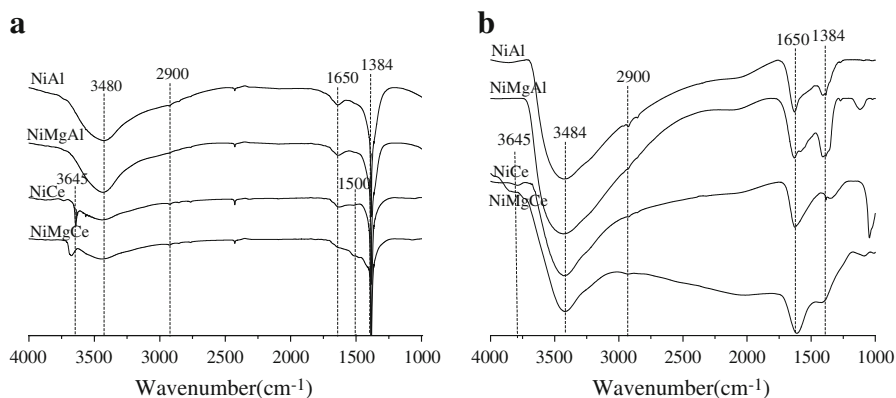 a
NiAl
3480
2900
1650
1384
NiMgAl
3645
NiCe
1500
NiMgCe
4000 3500 3000 2500 2000 1500 1000
Wavenumber(cm-1)
b
NiAl
1650
1384
2900
NiMgAl
3645
3484
NiCe
NiMgCe
4000 3500 3000 2500 2000 1500 1000
Wavenumber(cm-1)